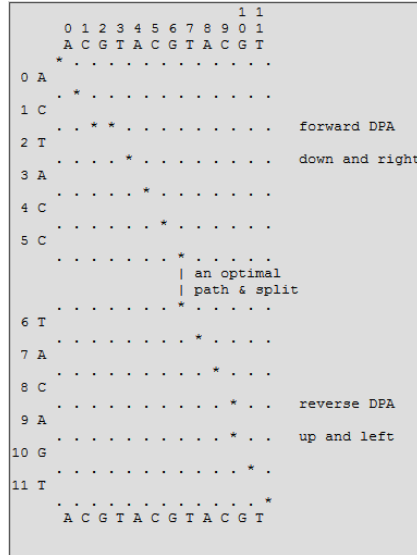 1 1
0 1 2 3 4 5 6 7 8 9 0 1
A C G T A C G T A C G T
* . . . . . . . . . . . .
0 A
. * . . . . . . . . . . .
1 C
. . * * . . . . . . . . . forward DPA
2 T
. . . . * . . . . . . . . down and right
3 A
. . . . . * . . . . . . .
4 C
. . . . . . * . . . . . .
5 C
. . . . . . . * . . . . .
| an optimal
| path & split
. . . . . . . * . . . . .
6 T
. . . . . . . . * . . . .
7 A
. . . . . . . . . * . . .
8 C
. . . . . . . . . . * . . reverse DPA
9 A
. . . . . . . . . . * . . up and left
10 G
. . . . . . . . . . . * .
11 T
. . . . . . . . . . . . *
A C G T A C G T A C G T